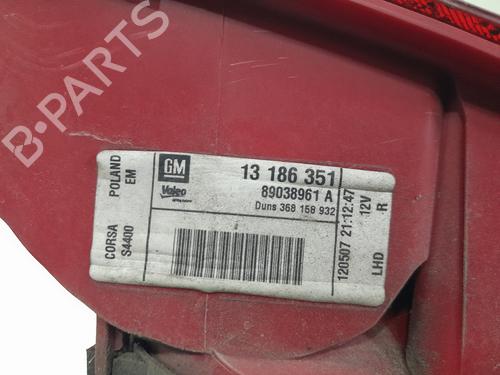 B-PARTS
GM
Valeo
13 186 351
89038961 A
Duns 368 158 932
CORSA POLAND
S4400 EM
120507 21:12:47
LHD 12V R